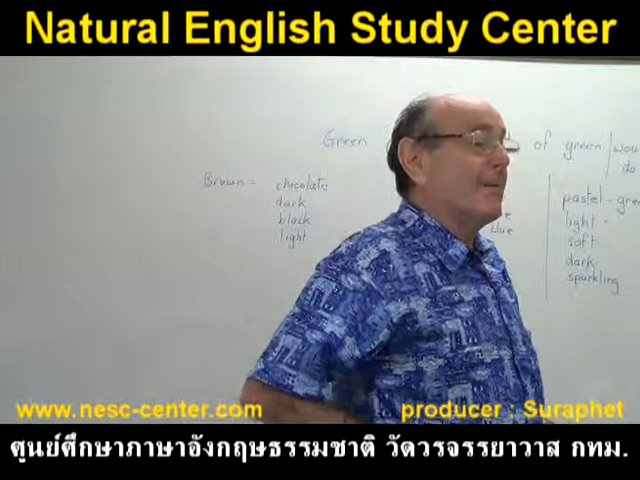 Natural English Study Center
Green
of green
Brown = chicolate
dark
black
light
blue
pastel - green
light -
soft
dark
sparkling
www.nesc-center.com
producer : Suraphet
ศูนย์ศึกษาภาษาอังกฤษธรรมชาติ วัดวรจรรยาวาส กทม.